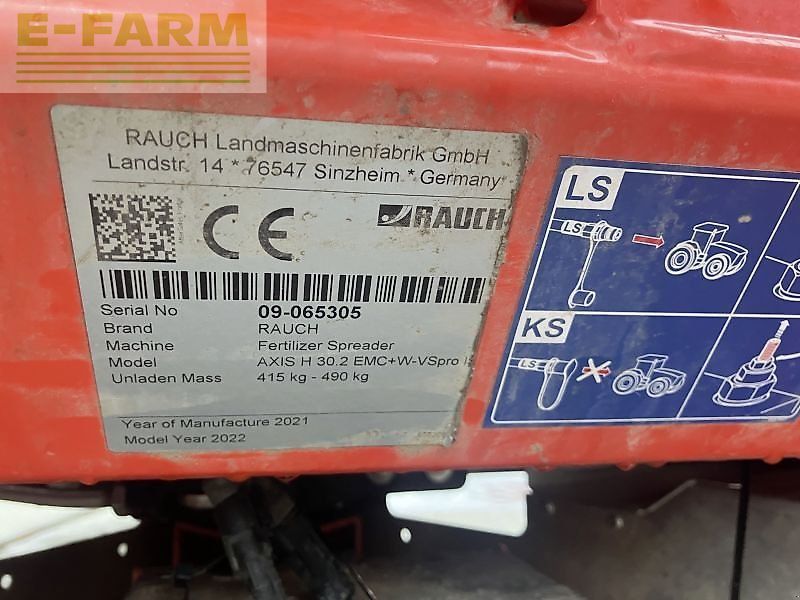 E-FARM
RAUCH Landmaschinenfabrik GmbH
Landstr. 14 * 76547 Sinzheim * Germany
CE
RAUCH
Serial No 09-065305
Brand RAUCH
Machine Fertilizer Spreader
Model AXIS H 30.2 EMC+W-VSpro
Unladen Mass 415 kg - 490 kg
Year of Manufacture 2021
Model Year 2022
LS
LS
KS
LS